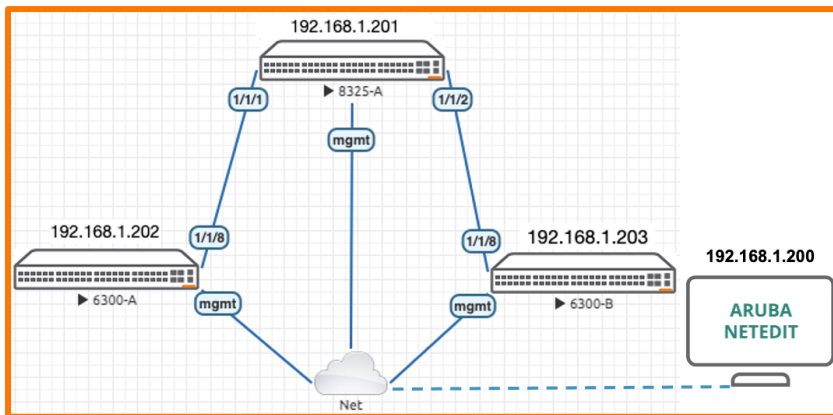 192.168.1.201
8325-A
1/1/1
1/1/2
mgmt
192.168.1.202
1/1/8
6300-A
mgmt
1/1/8
192.168.1.203
6300-B
mgmt
192.168.1.200
ARUBA
NETEDIT
Net